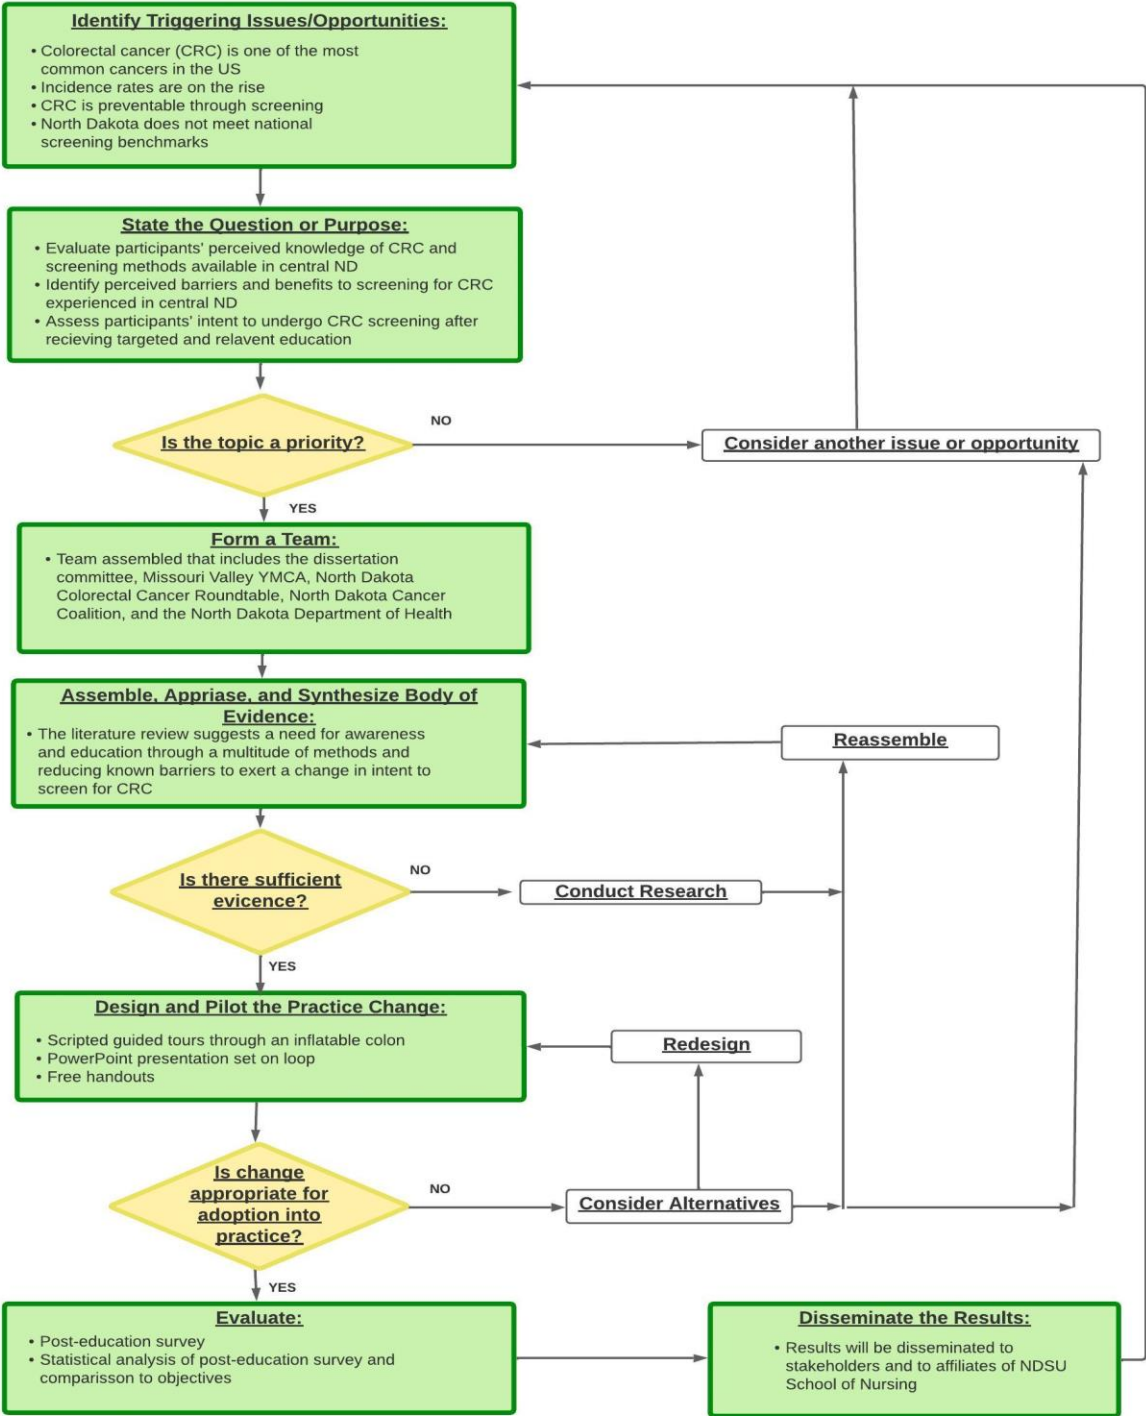 Identify Triggering Issues/Opportunities:
• Colorectal cancer (CRC) is one of the most
common cancers in the US
• Incidence rates are on the rise
• CRC is preventable through screening
• North Dakota does not meet national
screening benchmarks
State the Question or Purpose:
• Evaluate participants' perceived knowledge of CRC and
screening methods available in central ND
• Identify perceived barriers and benefits to screening for CRC
experienced in central ND
• Assess participants' intent to undergo CRC screening after
recieving targeted and relavent education
Is the topic a priority?
NO
Consider another issue or opportunity
YES
Form a Team:
• Team assembled that includes the dissertation
committee, Missouri Valley YMCA, North Dakota
Colorectal Cancer Roundtable, North Dakota Cancer
Coalition, and the North Dakota Department of Health
Assemble, Appriase, and Synthesize Body of
Evidence:
• The literature review suggests a need for awareness
and education through a multitude of methods and
reducing known barriers to exert a change in intent to
screen for CRC
Reassemble
Is there sufficient
evicence?
NO
Conduct Research
YES
Design and Pilot the Practice Change:
• Scripted guided tours through an inflatable colon
• PowerPoint presentation set on loop
• Free handouts
Redesign
Is change
appropriate for
adoption into
practice?
NO
Consider Alternatives
YES
Evaluate:
• Post-education survey
• Statistical analysis of post-education survey and
comparisson to objectives
Disseminate the Results:
• Results will be disseminated to
stakeholders and to affiliates of NDSU
School of Nursing